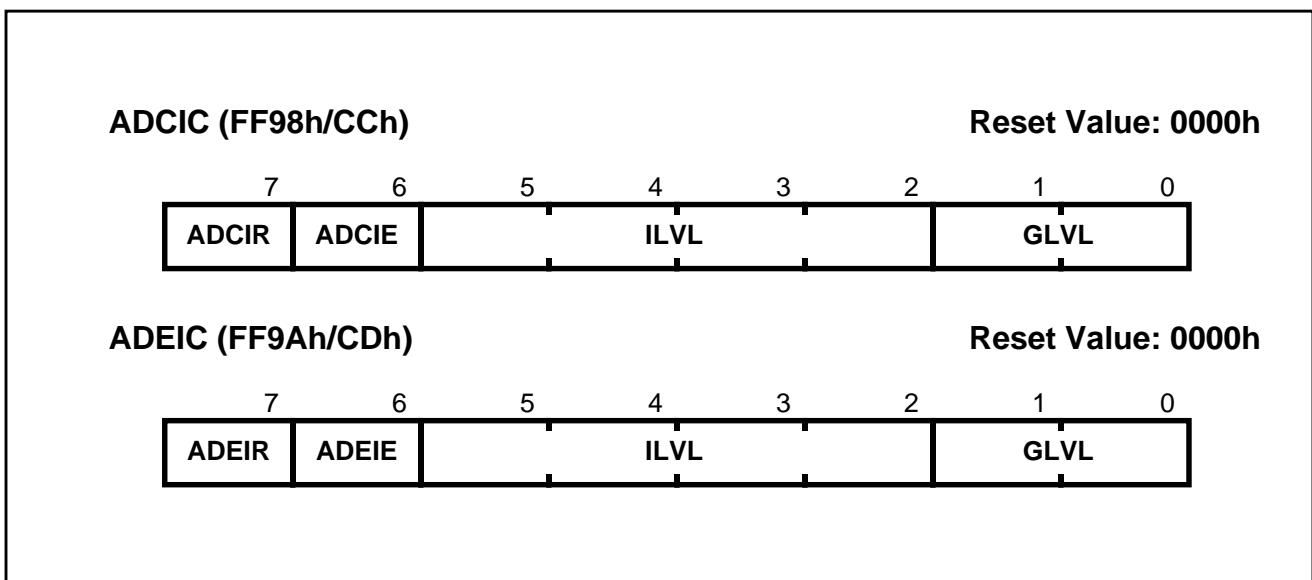 ADCIC (FF98h/CCh) Reset Value: 0000h
7 6 5 4 3 2 1 0
ADCIR ADCIE ILVL GLVL
ADEIC (FF9Ah/CDh) Reset Value: 0000h
7 6 5 4 3 2 1 0
ADEIR ADEIE ILVL GLVL